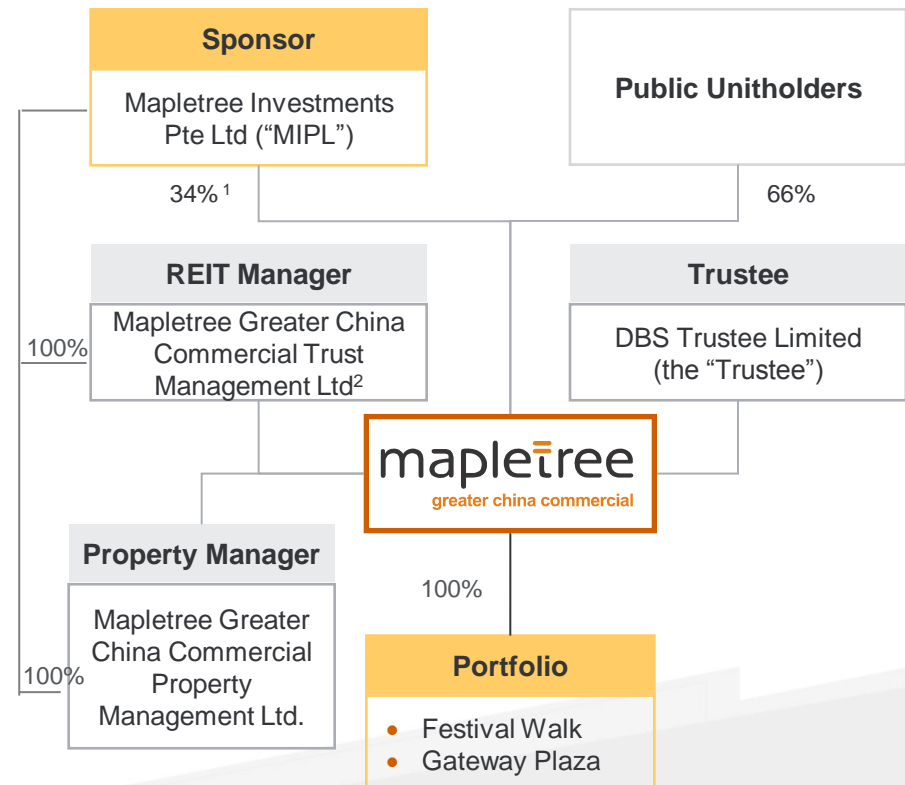 Sponsor
Mapletree Investments
Pte Ltd (“MIPL”)
Public Unitholders
34% 1
66%
REIT Manager
Mapletree Greater China
Commercial Trust
Management Ltd2
Trustee
DBS Trustee Limited
(the “Trustee”)
100%
mapletree
greater china commercial
Property Manager
Mapletree Greater
China Commercial
Property
Management Ltd.
100%
100%
Portfolio
• Festival Walk
• Gateway Plaza